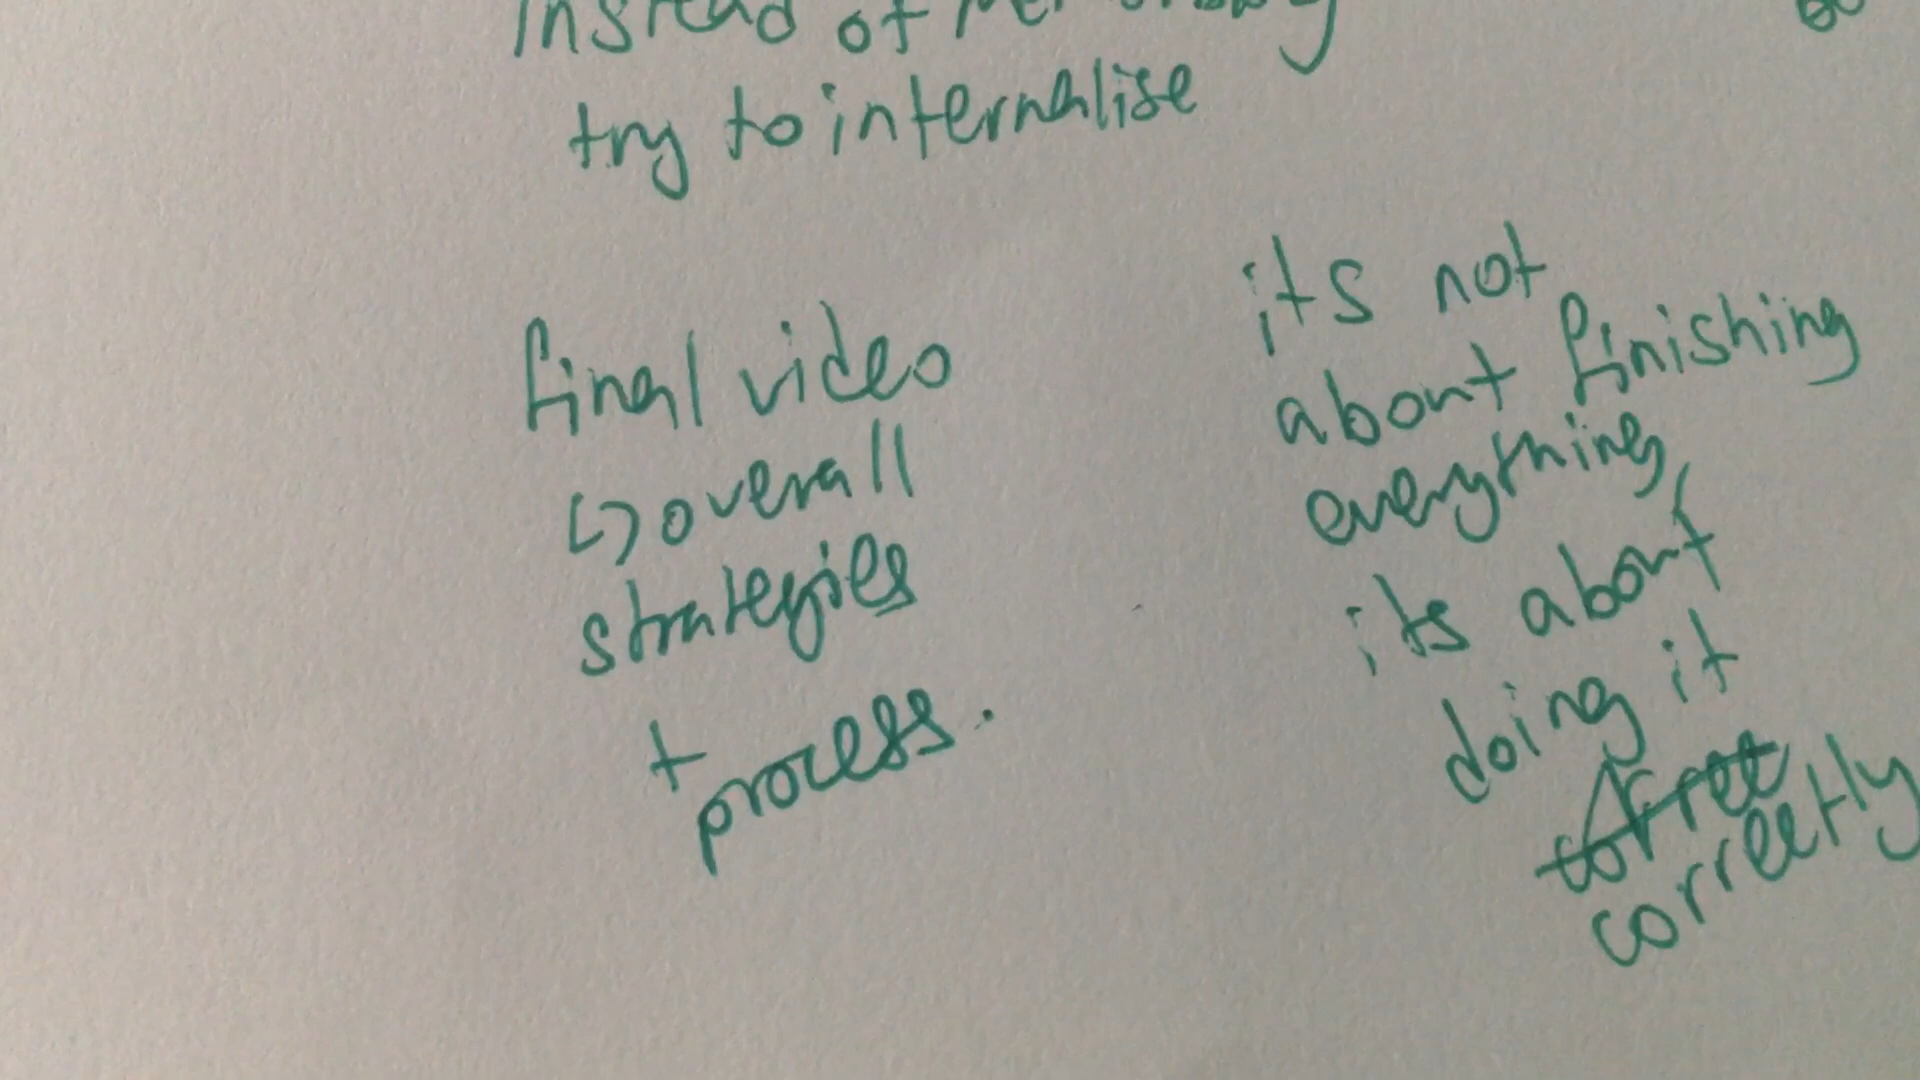 instead of
try to internalise
final video
↳ overall
strategies
+ process.
its not
about finishing
everything,
its about
doing it
correctly